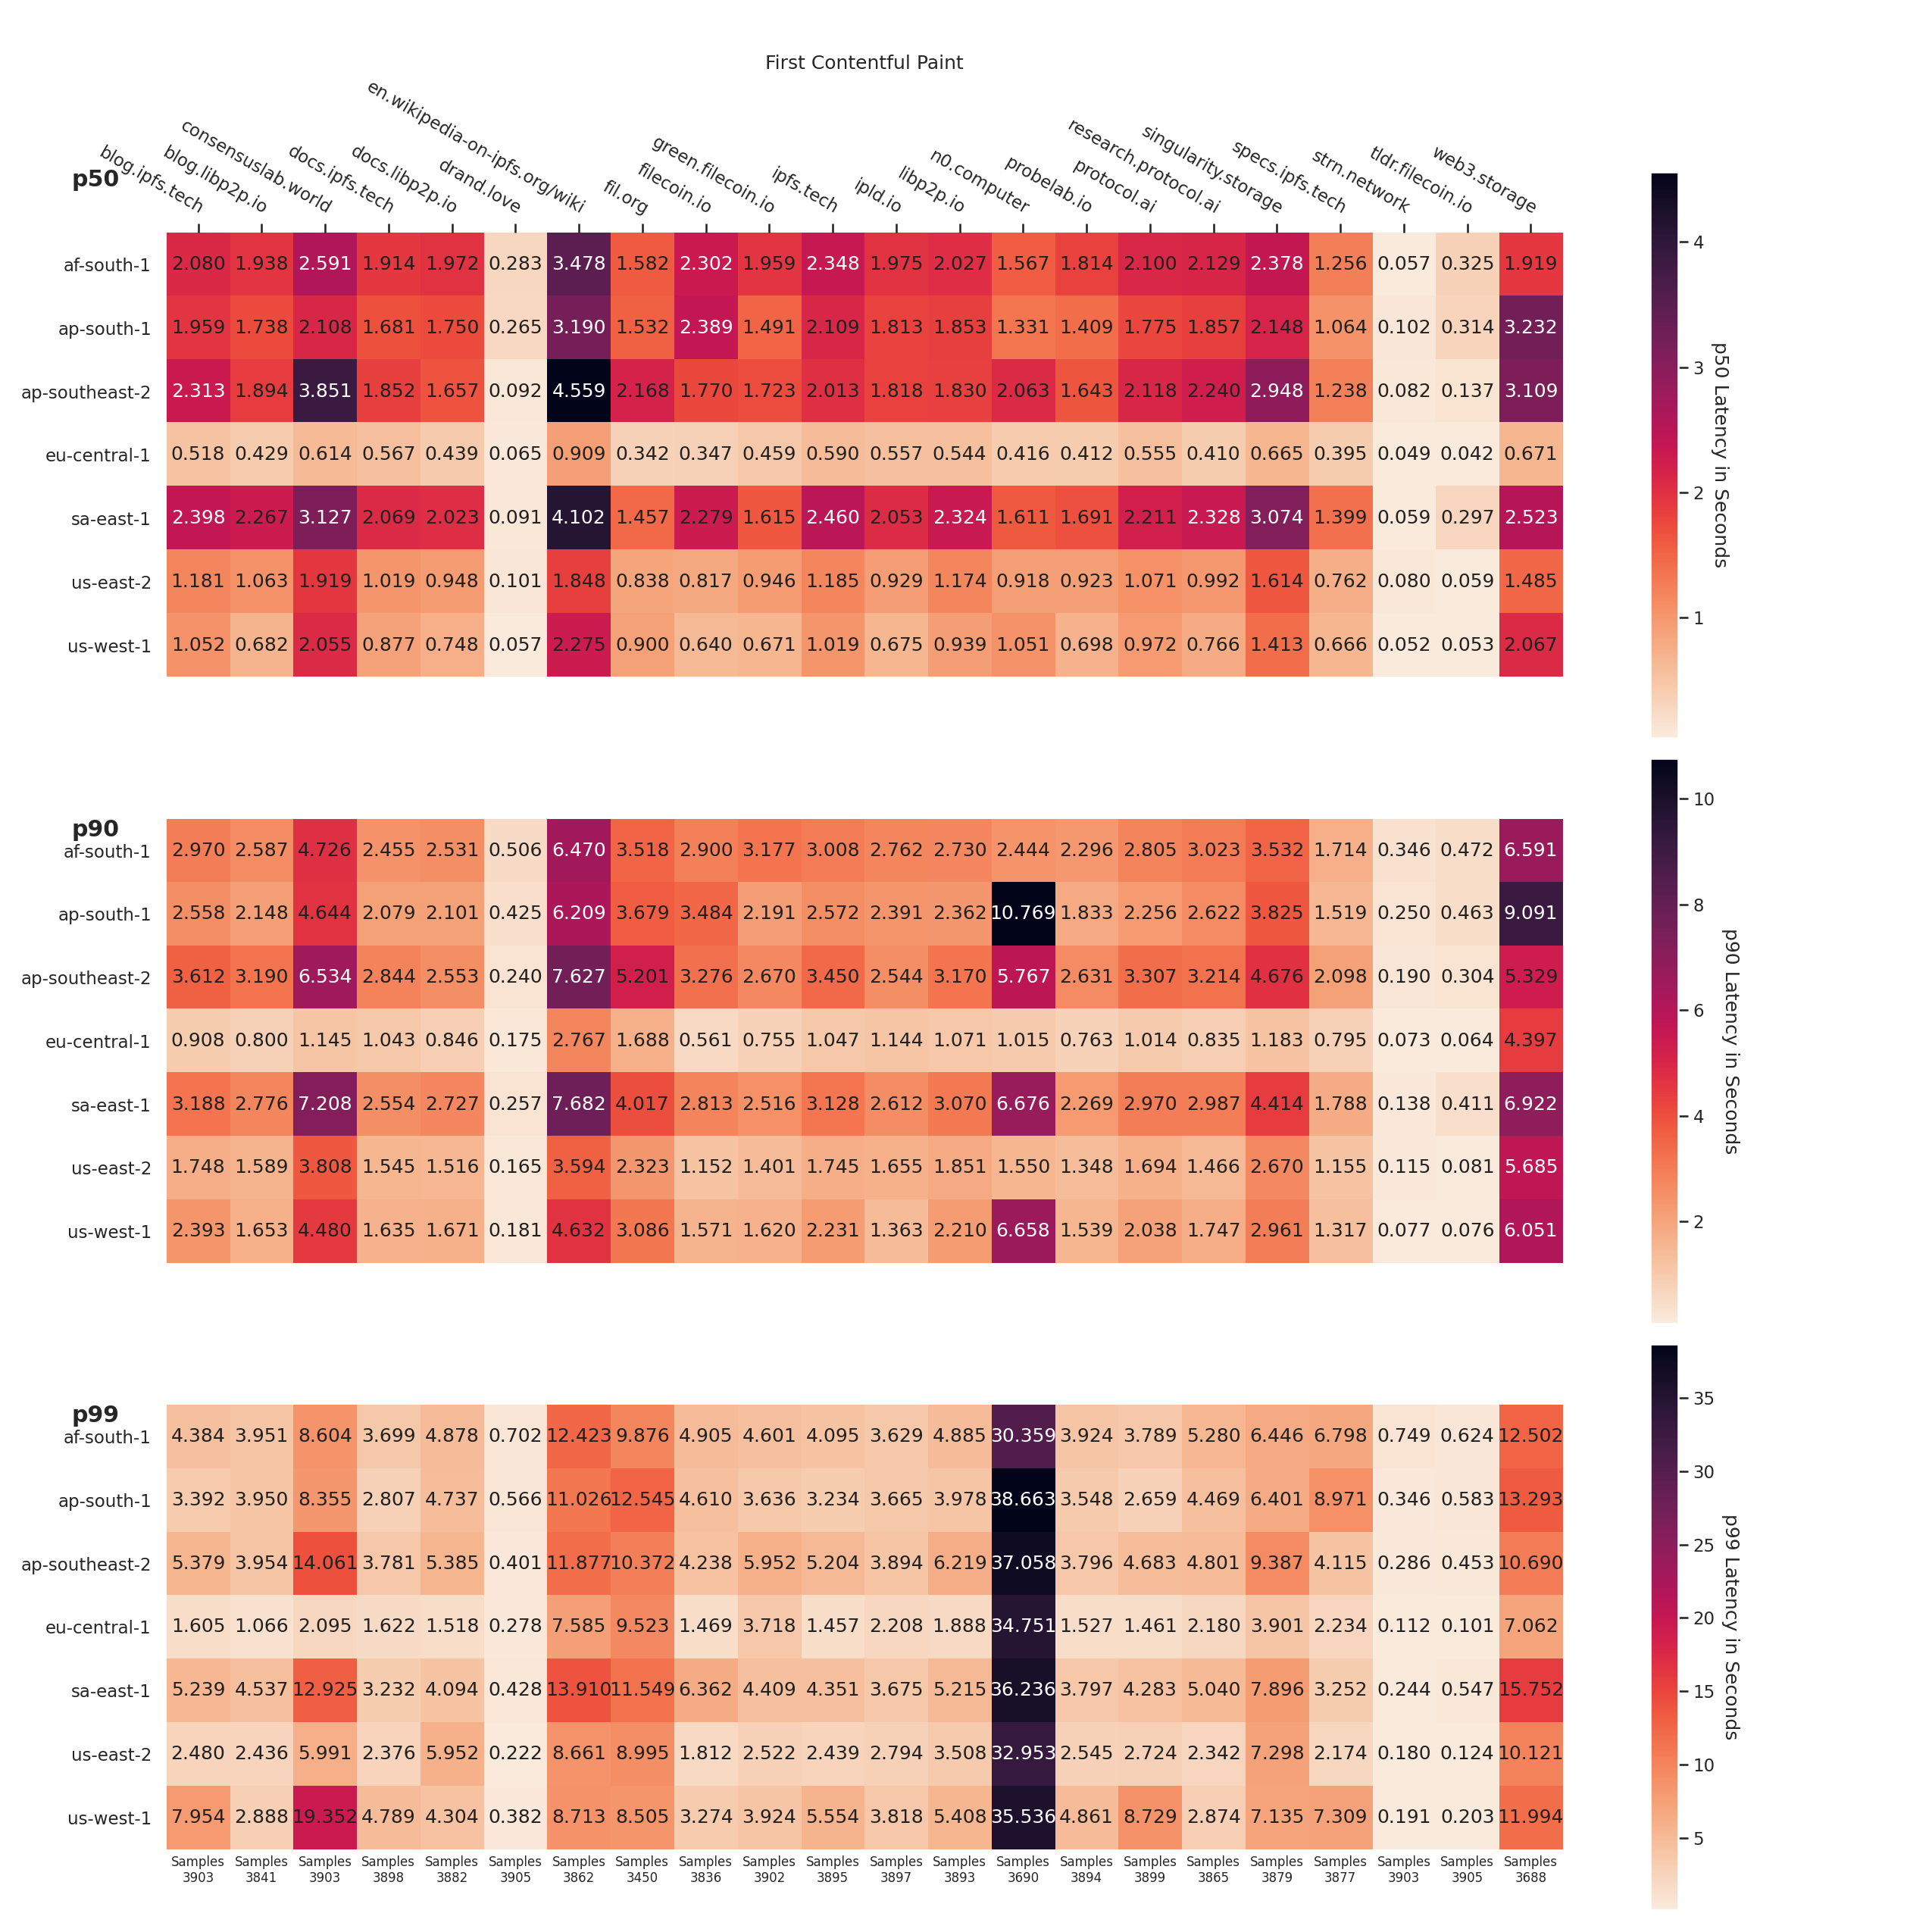 First Contentful Paint
p50
blog.ipfs.tech
blog.libp2p.io
consensuslab.world
docs.ipfs.tech
docs.libp2p.io
drand.love
en.wikipedia-on-ipfs.org/wiki
fil.org
filecoin.io
green.filecoin.io
ipfs.tech
ipld.io
libp2p.io
n0.computer
probelab.io
protocol.ai
research.protocol.ai
singularity.storage
specs.ipfs.tech
strn.network
tldr.filecoin.io
web3.storage
af-south-1 2.080 1.938 2.591 1.914 1.972 0.283 3.478 1.582 2.302 1.959 2.348 1.975 2.027 1.567 1.814 2.100 2.129 2.378 1.256 0.057 0.325 1.919
ap-south-1 1.959 1.738 2.108 1.681 1.750 0.265 3.190 1.532 2.389 1.491 2.109 1.813 1.853 1.331 1.409 1.775 1.857 2.148 1.064 0.102 0.314 3.232
ap-southeast-2 2.313 1.894 3.851 1.852 1.657 0.092 4.559 2.168 1.770 1.723 2.013 1.818 1.830 2.063 1.643 2.118 2.240 2.948 1.238 0.082 0.137 3.109
eu-central-1 0.518 0.429 0.614 0.567 0.439 0.065 0.909 0.342 0.347 0.459 0.590 0.557 0.544 0.416 0.412 0.555 0.410 0.665 0.395 0.049 0.042 0.671
sa-east-1 2.398 2.267 3.127 2.069 2.023 0.091 4.102 1.457 2.279 1.615 2.460 2.053 2.324 1.611 1.691 2.211 2.328 3.074 1.399 0.059 0.297 2.523
us-east-2 1.181 1.063 1.919 1.019 0.948 0.101 1.848 0.838 0.817 0.946 1.185 0.929 1.174 0.918 0.923 1.071 0.992 1.614 0.762 0.080 0.059 1.485
us-west-1 1.052 0.682 2.055 0.877 0.748 0.057 2.275 0.900 0.640 0.671 1.019 0.675 0.939 1.051 0.698 0.972 0.766 1.413 0.666 0.052 0.053 2.067
4
3
2
1
p50 Latency in Seconds
p90
af-south-1 2.970 2.587 4.726 2.455 2.531 0.506 6.470 3.518 2.900 3.177 3.008 2.762 2.730 2.444 2.296 2.805 3.023 3.532 1.714 0.346 0.472 6.591
ap-south-1 2.558 2.148 4.644 2.079 2.101 0.425 6.209 3.679 3.484 2.191 2.572 2.391 2.362 10.769 1.833 2.256 2.622 3.825 1.519 0.250 0.463 9.091
ap-southeast-2 3.612 3.190 6.534 2.844 2.553 0.240 7.627 5.201 3.276 2.670 3.450 2.544 3.170 5.767 2.631 3.307 3.214 4.676 2.098 0.190 0.304 5.329
eu-central-1 0.908 0.800 1.145 1.043 0.846 0.175 2.767 1.688 0.561 0.755 1.047 1.144 1.071 1.015 0.763 1.014 0.835 1.183 0.795 0.073 0.064 4.397
sa-east-1 3.188 2.776 7.208 2.554 2.727 0.257 7.682 4.017 2.813 2.516 3.128 2.612 3.070 6.676 2.269 2.970 2.987 4.414 1.788 0.138 0.411 6.922
us-east-2 1.748 1.589 3.808 1.545 1.516 0.165 3.594 2.323 1.152 1.401 1.745 1.655 1.851 1.550 1.348 1.694 1.466 2.670 1.155 0.115 0.081 5.685
us-west-1 2.393 1.653 4.480 1.635 1.671 0.181 4.632 3.086 1.571 1.620 2.231 1.363 2.210 6.658 1.539 2.038 1.747 2.961 1.317 0.077 0.076 6.051
10
8
6
4
2
p90 Latency in Seconds
p99
af-south-1 4.384 3.951 8.604 3.699 4.878 0.702 12.423 9.876 4.905 4.601 4.095 3.629 4.885 30.359 3.924 3.789 5.280 6.446 6.798 0.749 0.624 12.502
ap-south-1 3.392 3.950 8.355 2.807 4.737 0.566 11.026 12.545 4.610 3.636 3.234 3.665 3.978 38.663 3.548 2.659 4.469 6.401 8.971 0.346 0.583 13.293
ap-southeast-2 5.379 3.954 14.061 3.781 5.385 0.401 11.877 10.372 4.238 5.952 5.204 3.894 6.219 37.058 3.796 4.683 4.801 9.387 4.115 0.286 0.453 10.690
eu-central-1 1.605 1.066 2.095 1.622 1.518 0.278 7.585 9.523 1.469 3.718 1.457 2.208 1.888 34.751 1.527 1.461 2.180 3.901 2.234 0.112 0.101 7.062
sa-east-1 5.239 4.537 12.925 3.232 4.094 0.428 13.910 11.549 6.362 4.409 4.351 3.675 5.215 36.236 3.797 4.283 5.040 7.896 3.252 0.244 0.547 15.752
us-east-2 2.480 2.436 5.991 2.376 5.952 0.222 8.661 8.995 1.812 2.522 2.439 2.794 3.508 32.953 2.545 2.724 2.342 7.298 2.174 0.180 0.124 10.121
us-west-1 7.954 2.888 19.352 4.789 4.304 0.382 8.713 8.505 3.274 3.924 5.554 3.818 5.408 35.536 4.861 8.729 2.874 7.135 7.309 0.191 0.203 11.994
Samples Samples Samples Samples Samples Samples Samples Samples Samples Samples Samples Samples Samples Samples Samples Samples Samples Samples Samples Samples Samples Samples
3903 3841 3903 3898 3882 3905 3862 3450 3836 3902 3895 3897 3893 3690 3894 3899 3865 3879 3877 3903 3905 3688
35
30
25
20
15
10
5
p99 Latency in Seconds